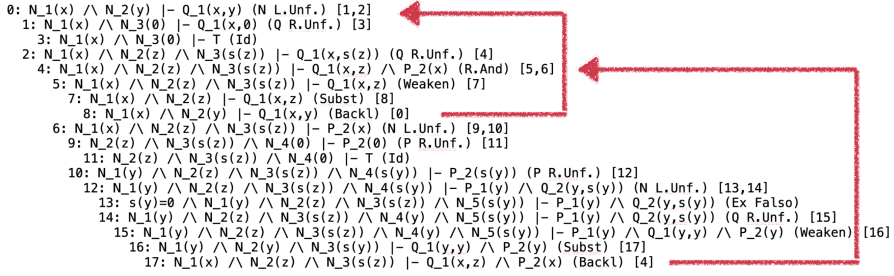 0: N_1(x) /\ N_2(y) |- Q_1(x,y) (N L.Unf.) [1,2]
1: N_1(x) /\ N_3(0) |- Q_1(x,0) (Q R.Unf.) [3]
3: N_1(x) /\ N_3(0) |- T (Id)
2: N_1(x) /\ N_2(z) /\ N_3(s(z)) |- Q_1(x,s(z)) (Q R.Unf.) [4]
4: N_1(x) /\ N_2(z) /\ N_3(s(z)) |- Q_1(x,z) /\ P_2(x) (R.And) [5,6]
5: N_1(x) /\ N_2(z) /\ N_3(s(z)) |- Q_1(x,z) (Weaken) [7]
7: N_1(x) /\ N_2(z) |- Q_1(x,z) (Subst) [8]
8: N_1(x) /\ N_2(y) |- Q_1(x,y) (Backl) [0]
6: N_1(x) /\ N_2(z) /\ N_3(s(z)) |- P_2(x) (N L.Unf.) [9,10]
9: N_2(z) /\ N_3(s(z)) /\ N_4(0) |- P_2(0) (P R.Unf.) [11]
11: N_2(z) /\ N_3(s(z)) /\ N_4(0) |- T (Id)
10: N_1(y) /\ N_2(z) /\ N_3(s(z)) /\ N_4(s(y)) |- P_2(s(y)) (P R.Unf.) [12]
12: N_1(y) /\ N_2(z) /\ N_3(s(z)) /\ N_4(s(y)) |- P_1(y) /\ Q_2(y,s(y)) (N L.Unf.) [13,14]
13: s(y)=0 /\ N_1(y) /\ N_2(z) /\ N_3(s(z)) /\ N_5(s(y)) |- P_1(y) /\ Q_2(y,s(y)) (Ex Falso)
14: N_1(y) /\ N_2(z) /\ N_3(s(z)) /\ N_4(y) /\ N_5(s(y)) |- P_1(y) /\ Q_2(y,s(y)) (Q R.Unf.) [15]
15: N_1(y) /\ N_2(z) /\ N_3(s(z)) /\ N_4(y) /\ N_5(s(y)) |- P_1(y) /\ Q_1(y,y) /\ P_2(y) (Weaken) [16]
16: N_1(y) /\ N_2(y) /\ N_3(s(y)) |- Q_1(y,y) /\ P_2(y) (Subst) [17]
17: N_1(x) /\ N_2(z) /\ N_3(s(z)) |- Q_1(x,z) /\ P_2(x) (Backl) [4]